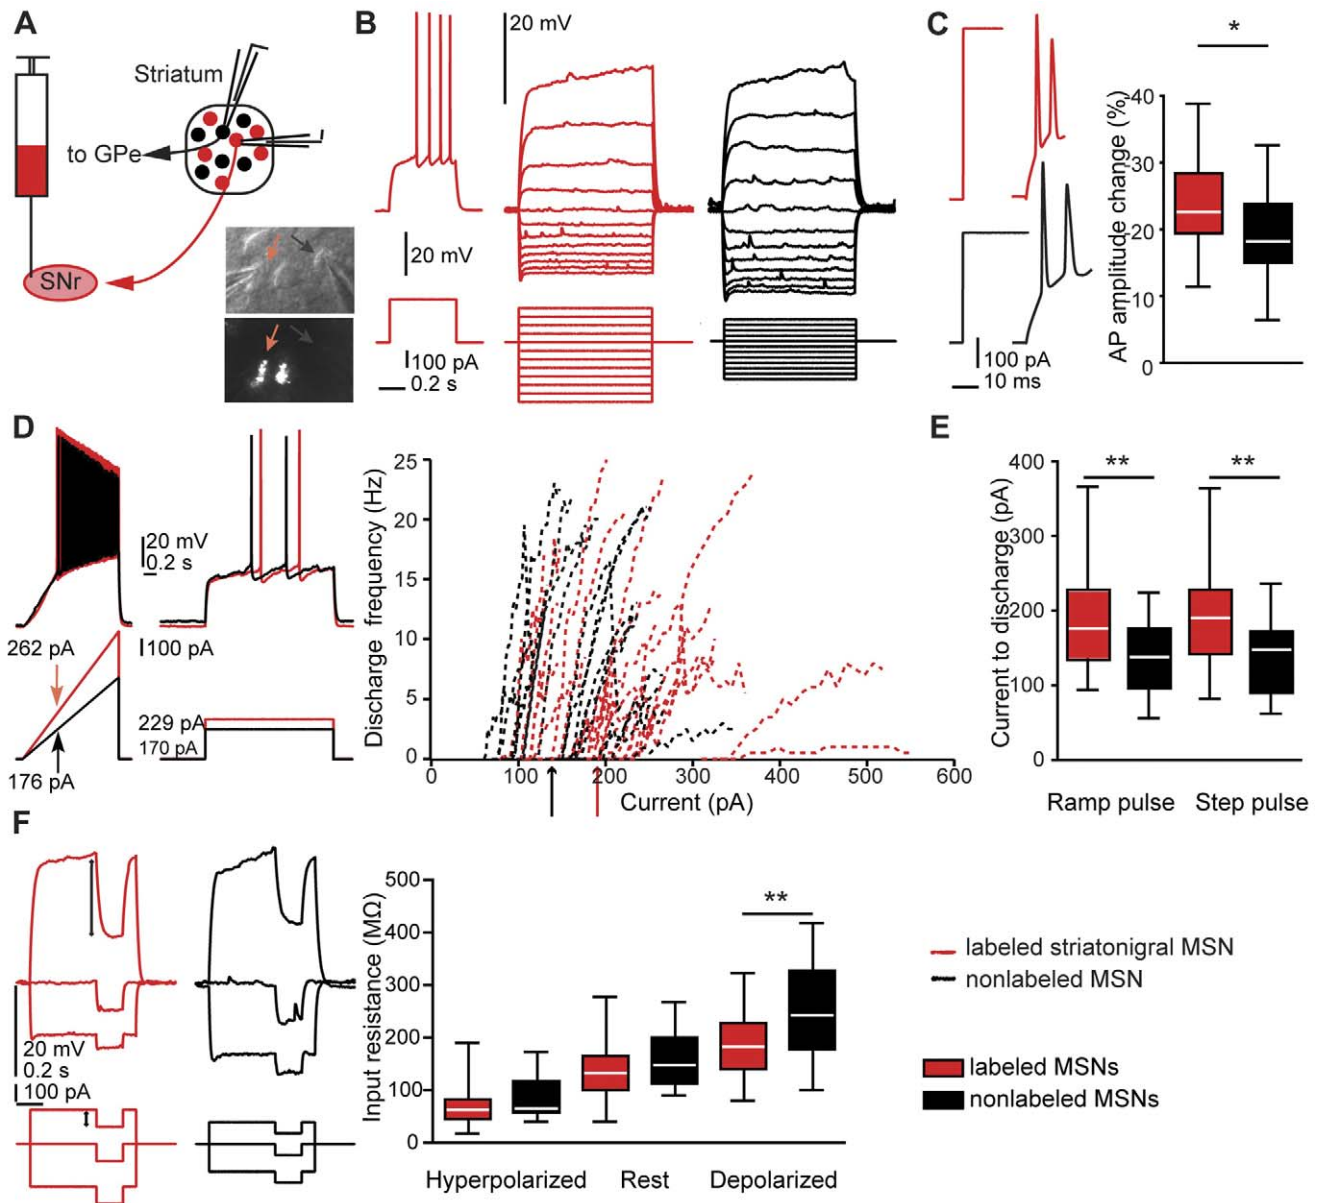 A
Striatum
to GPe
SNr
B
20 mV
20 mV
100 pA
0.2 s
C
100 pA
10 ms
*
AP amplitude change (%)
-40
-30
-20
-10
0
D
20 mV
0.2 s
262 pA
100 pA
229 pA
170 pA
176 pA
Discharge frequency (Hz)
25
20
15
10
5
0
0 100 200 300 400 500 600
Current (pA)
E
** **
Current to discharge (pA)
400
300
200
100
0
Ramp pulse Step pulse
F
20 mV
0.2 s
100 pA
Input resistance (MΩ)
500
400
300
200
100
0
**
Hyperpolarized Rest Depolarized
labeled striatonigral MSN
nonlabeled MSN
labeled MSNs
nonlabeled MSNs